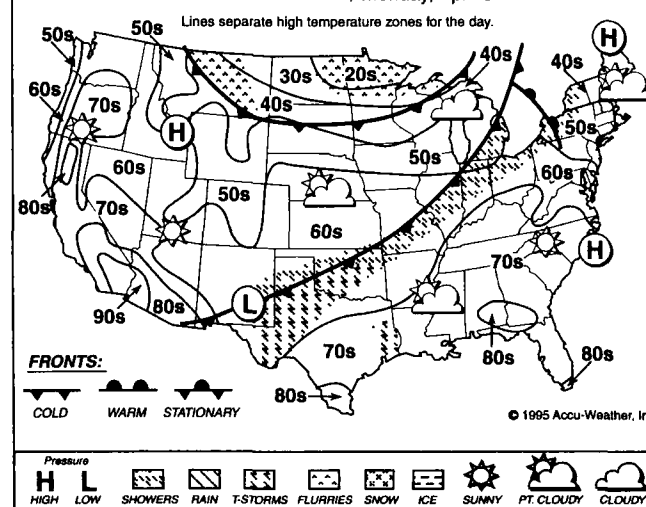 Lines separate high temperature zones for the day.
50s 50s 40s H
30s 20s 40s
60s 70s 40s
H 50s
50s
60s 60s
80s 70s 50s
60s
H
70s
L
90s 80s
70s
80s 80s
80s
FRONTS:
COLD WARM STATIONARY
© 1995 Accu-Weather,
Pressure
H L
HIGH LOW SHOWERS RAIN T-STORMS FLURRIES SNOW ICE SUNNY PT. CLOUDY CLOUDY